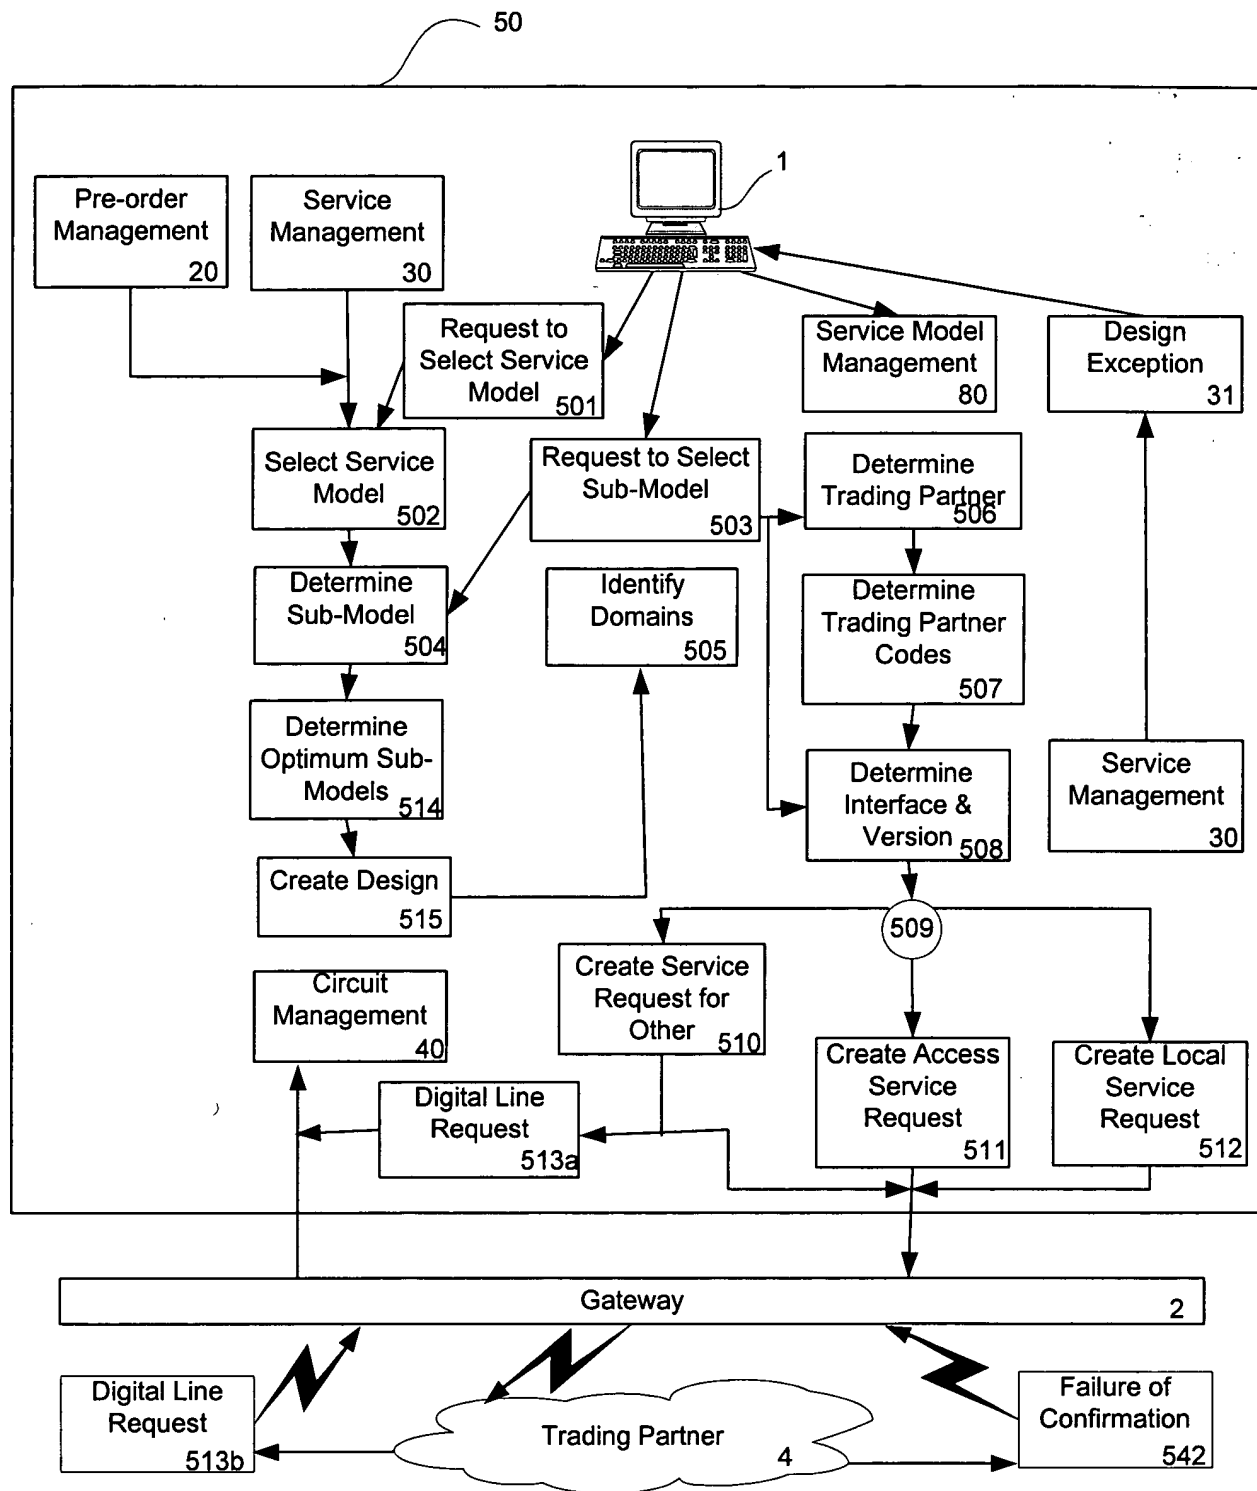 50
1
Pre-order
Management
20
Service
Management
30
Request to
Select Service
Model
501
Service Model
Management
80
Design
Exception
31
Select Service
Model
502
Request to Select
Sub-Model
503
Determine
Trading Partner
506
Determine
Sub-Model
504
Identify
Domains
505
Determine
Trading Partner
Codes
507
Determine
Optimum Sub-
Models
514
Determine
Interface &
Version
508
Service
Management
30
Create Design
515
509
Circuit
Management
40
Create Service
Request for
Other
510
Create Access
Service
Request
511
Create Local
Service
Request
512
Digital Line
Request
513a
Gateway
2
Digital Line
Request
513b
Trading Partner
4
Failure of
Confirmation
542